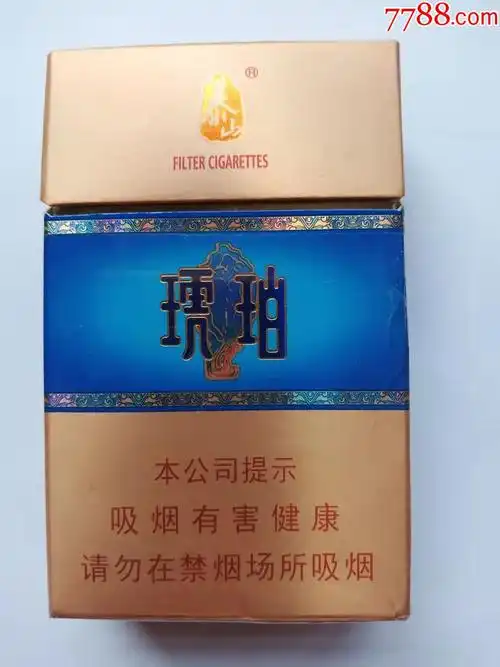 7788.com
泰山®
FILTER CIGARETTES
琥珀
本公司提示
吸烟有害健康
请勿在禁烟场所吸烟